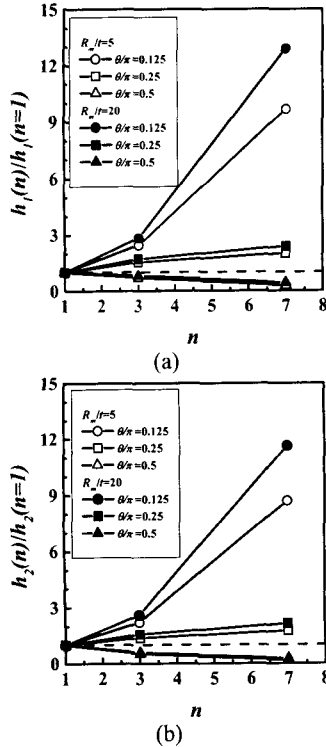 15
12
9
6
3
0
h₁(n)/h₁(n=1)
Rₘ/t=5
θ/π=0.125
θ/π=0.25
θ/π=0.5
Rₘ/t=20
θ/π=0.125
θ/π=0.25
θ/π=0.5
1 2 3 4 5 6 7 8
n
(a)
15
12
9
6
3
0
h₂(n)/h₂(n=1)
Rₘ/t=5
θ/π=0.125
θ/π=0.25
θ/π=0.5
Rₘ/t=20
θ/π=0.125
θ/π=0.25
θ/π=0.5
1 2 3 4 5 6 7 8
n
(b)